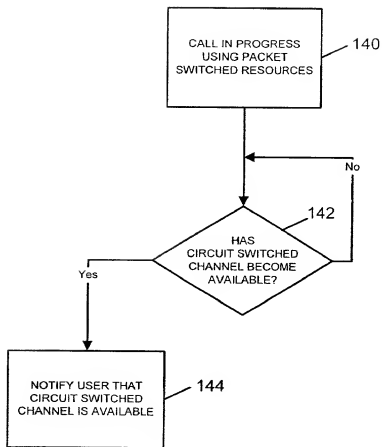 CALL IN PROGRESS
USING PACKET
SWITCHED RESOURCES
140
No
142
HAS
CIRCUIT SWITCHED
CHANNEL BECOME
AVAILABLE?
Yes
NOTIFY USER THAT
CIRCUIT SWITCHED
CHANNEL IS AVAILABLE
144